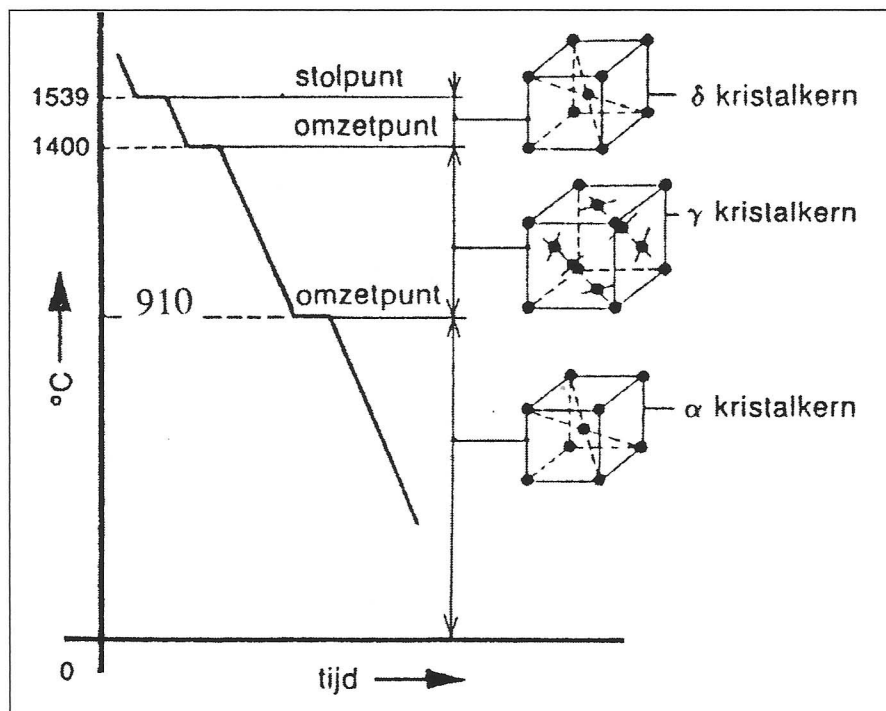 1539
stolpunt
δ kristalkern
1400
omzetpunt
γ kristalkern
910
omzetpunt
°C
α kristalkern
0
tijd